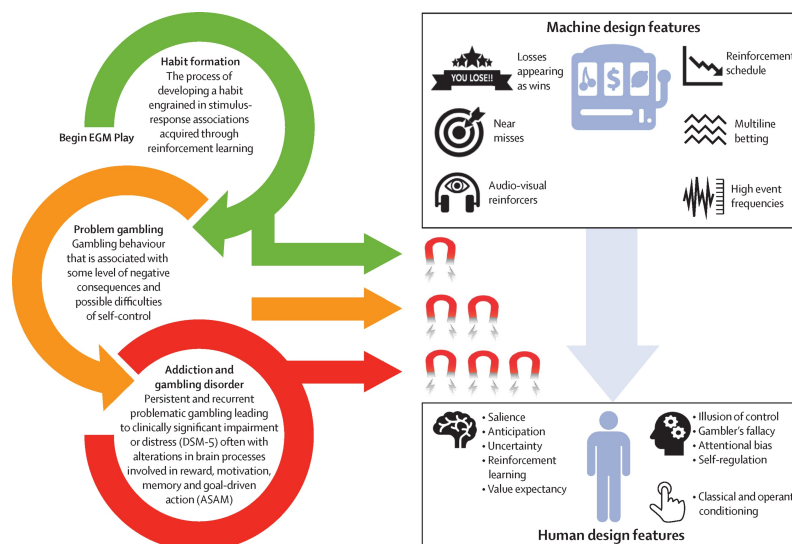 Habit formation
The process of
developing a habit
engrained in stimulus-
response associations
acquired through
reinforcement learning
Begin EGM Play
Problem gambling
Gambling behaviour
that is associated with
some level of negative
consequences and
possible difficulties
of self-control
Addiction and
gambling disorder
Persistent and recurrent
problematic gambling leading
to clinically significant impairment
or distress (DSM-5) often with
alterations in brain processes
involved in reward, motivation,
memory and goal-driven
action (ASAM)
Machine design features
YOU LOSE!!
Losses
appearing
as wins
$
Reinforcement
schedule
Near
misses
Multiline
betting
Audio-visual
reinforcers
High event
frequencies
• Salience
• Anticipation
• Uncertainty
• Reinforcement
learning
• Value expectancy
• Illusion of control
• Gambler's fallacy
• Attentional bias
• Self-regulation
• Classical and operant
conditioning
Human design features